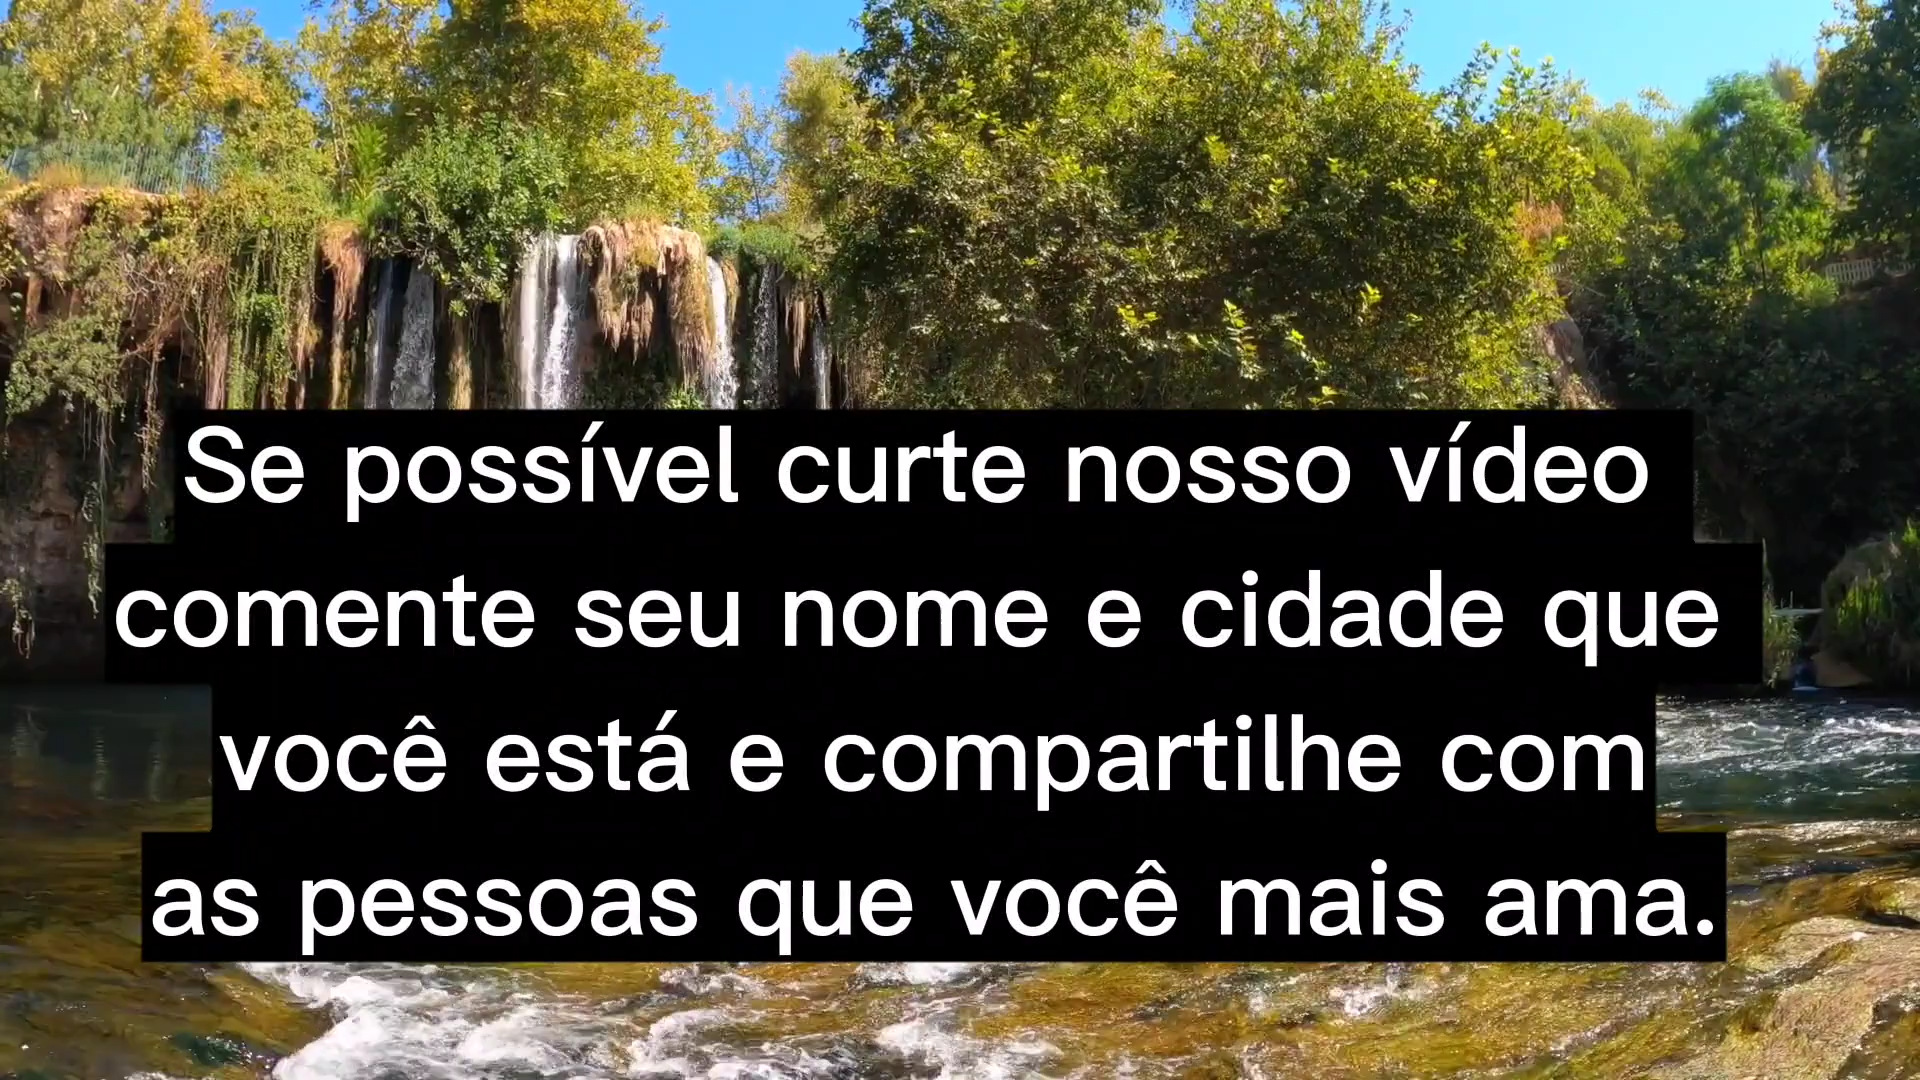 Se possível curte nosso vídeo
comente seu nome e cidade que
você está e compartilhe com
as pessoas que você mais ama.